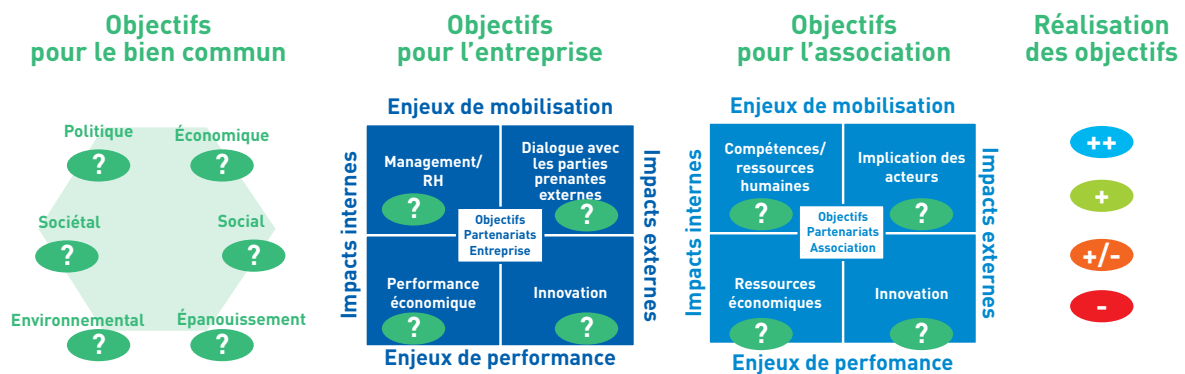 Objectifs
pour le bien commun
Politique
?
Économique
?
Sociétal
?
Social
?
Environnemental
?
Épanouissement
?
Objectifs
pour l'entreprise
Enjeux de mobilisation
Impacts internes
Management/
RH
?
Dialogue avec
les parties
prenantes
externes
?
Objectifs
Partenariats
Entreprise
Performance
économique
?
Innovation
?
Impacts externes
Enjeux de performance
Objectifs
pour l'association
Enjeux de mobilisation
Impacts internes
Compétences/
ressources
humaines
?
Implication des
acteurs
?
Objectifs
Partenariats
Association
Ressources
économiques
?
Innovation
?
Impacts externes
Enjeux de perfomance
Réalisation
des objectifs
++
+
+/-
-